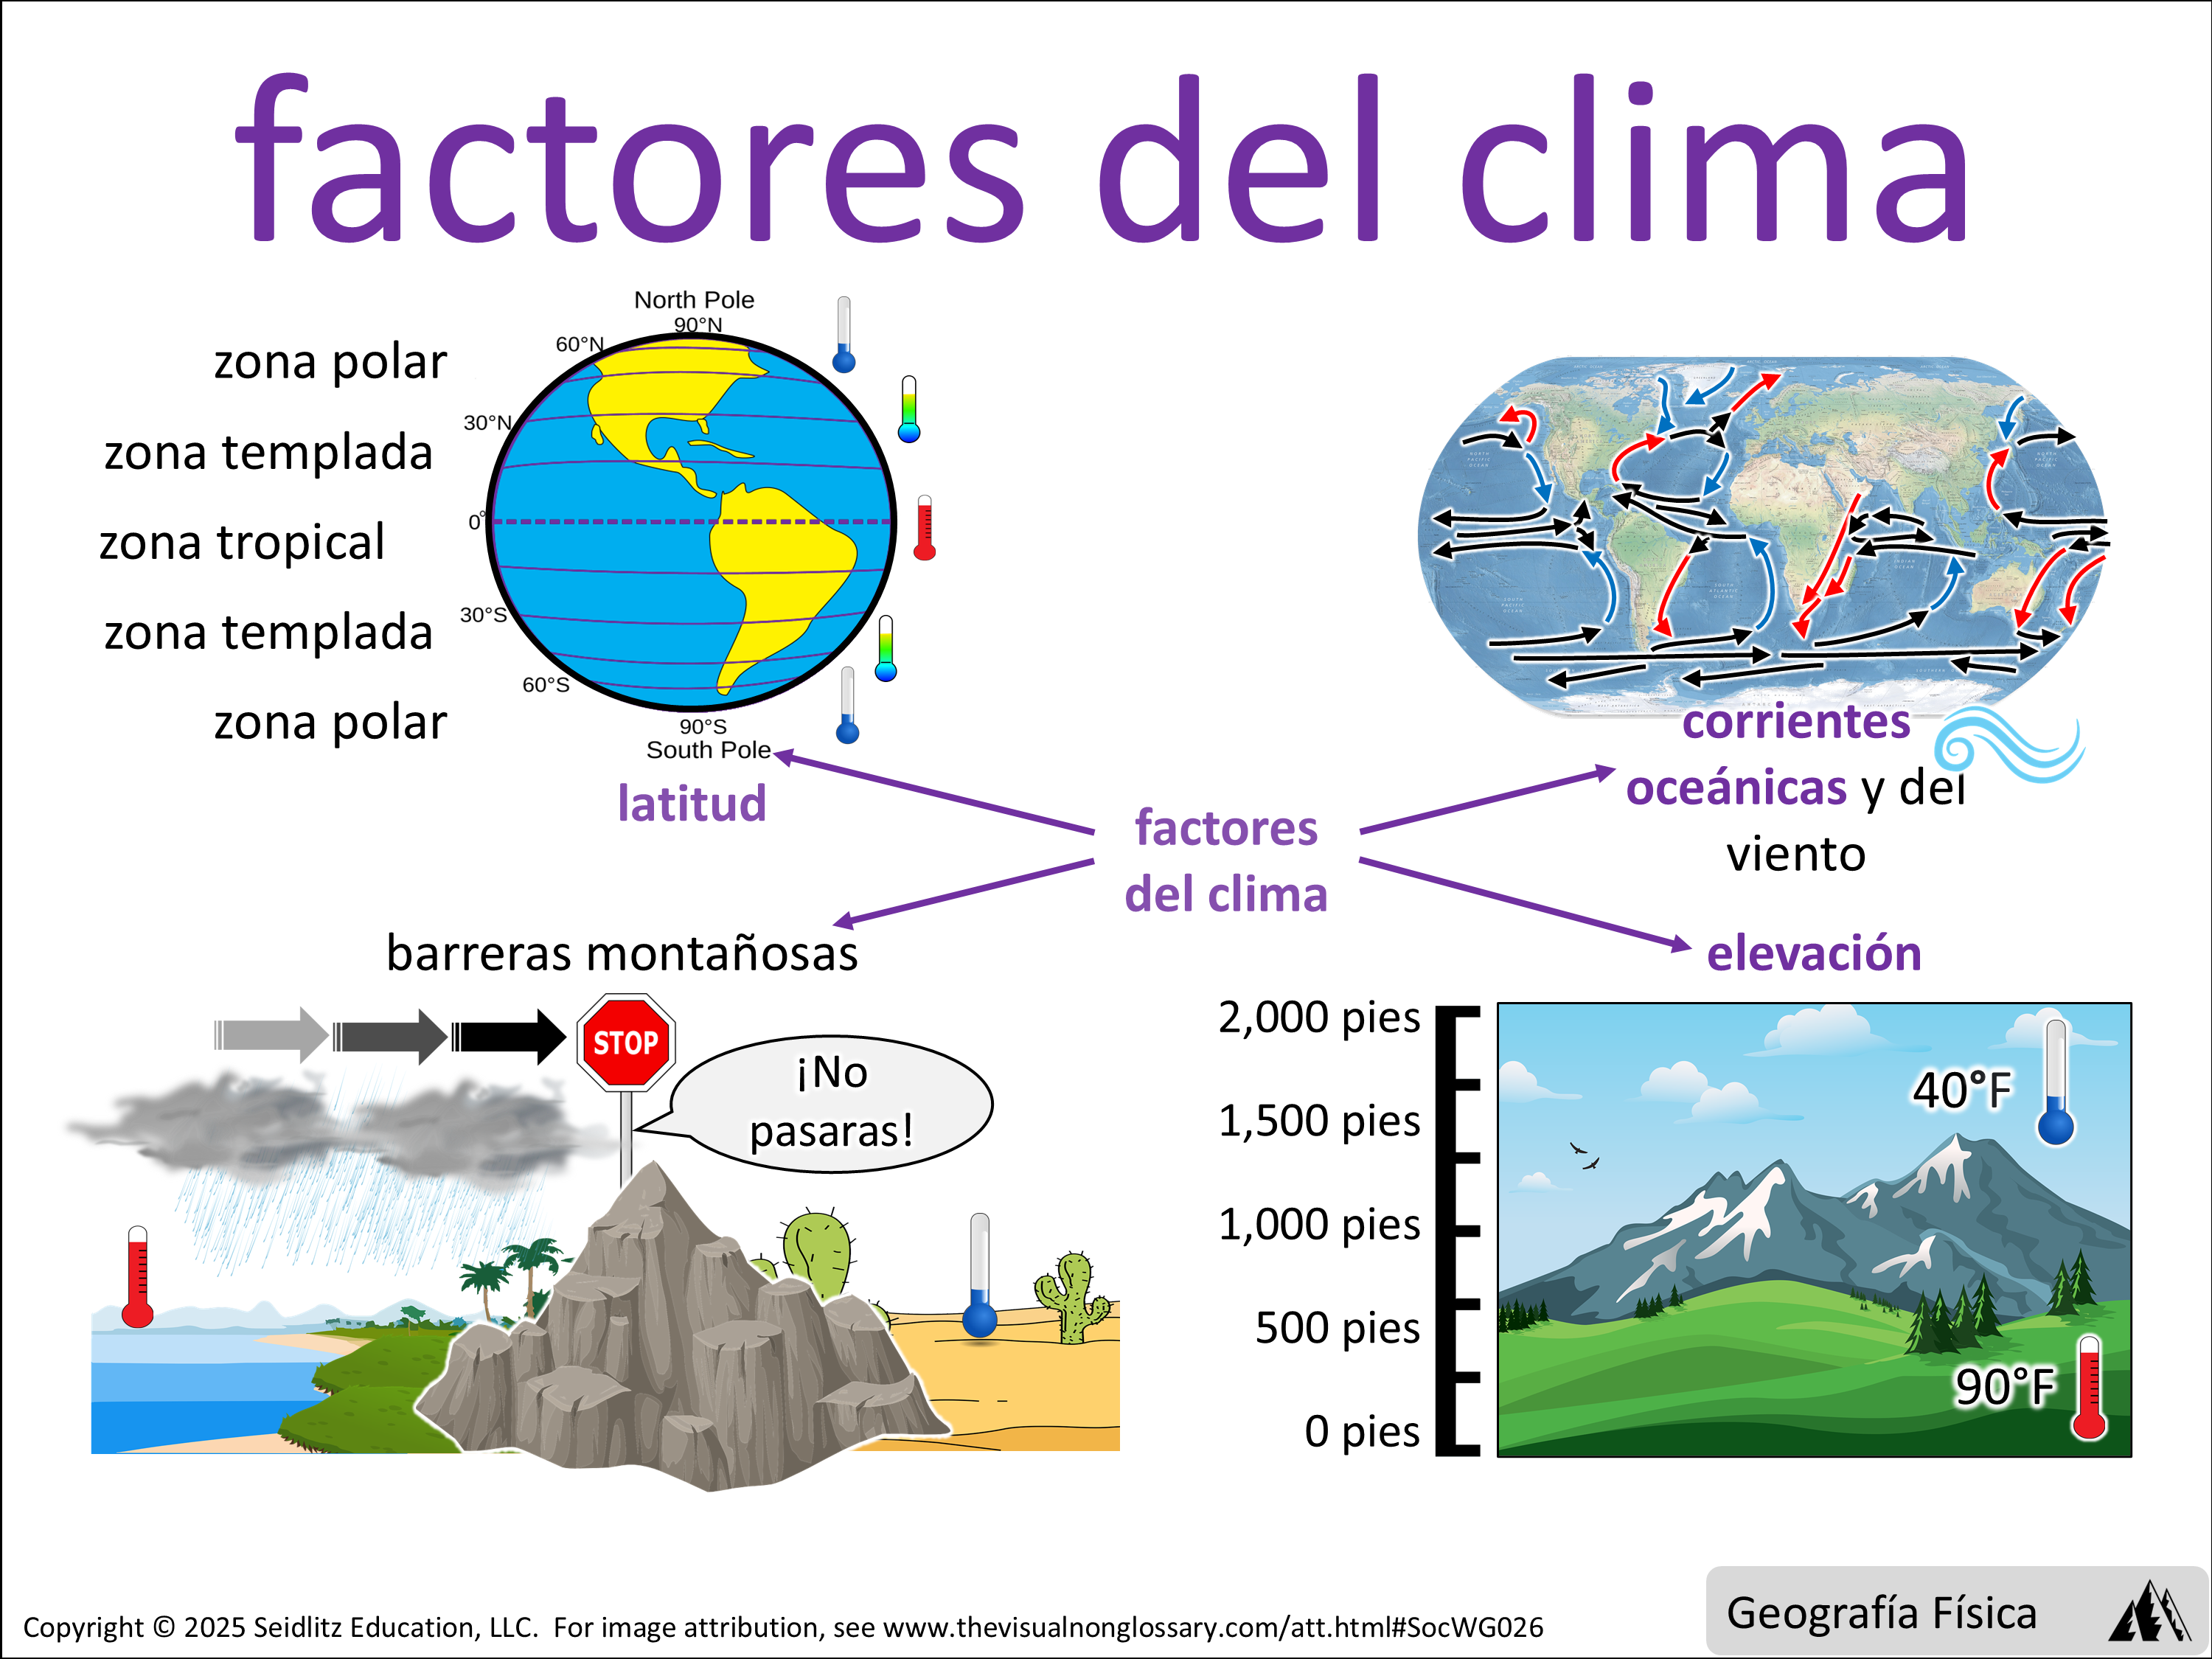 factores del clima
North Pole
90°N
60°N
zona polar
30°N
zona templada
0°
zona tropical
30°S
zona templada
60°S
zona polar
90°S
South Pole
latitud
corrientes
oceánicas y del
viento
factores
del clima
barreras montañosas
elevación
STOP
¡No
pasaras!
2,000 pies
1,500 pies
1,000 pies
500 pies
0 pies
40°F
90°F
Copyright © 2025 Seidlitz Education, LLC.  For image attribution, see www.thevisualnonglossary.com/att.html#SocWG026
Geografía Física